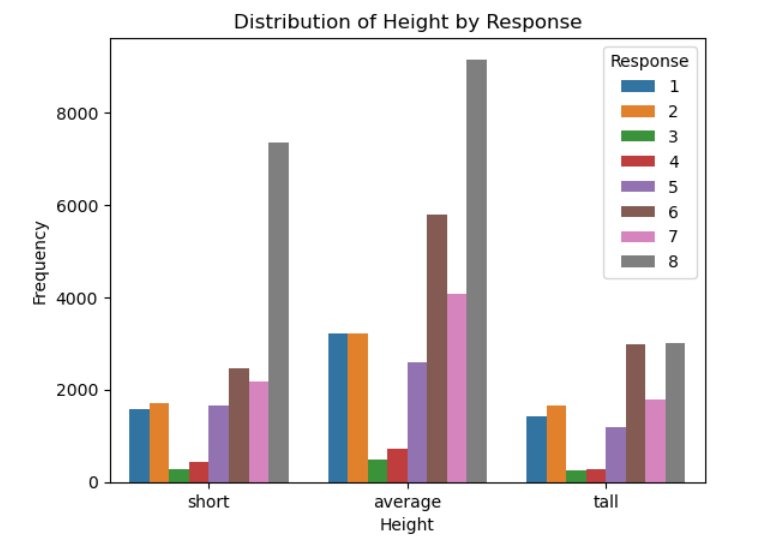 Distribution of Height by Response
Response
1
2
3
4
5
6
7
8
8000
6000
4000
2000
0
Frequency
short average tall
Height